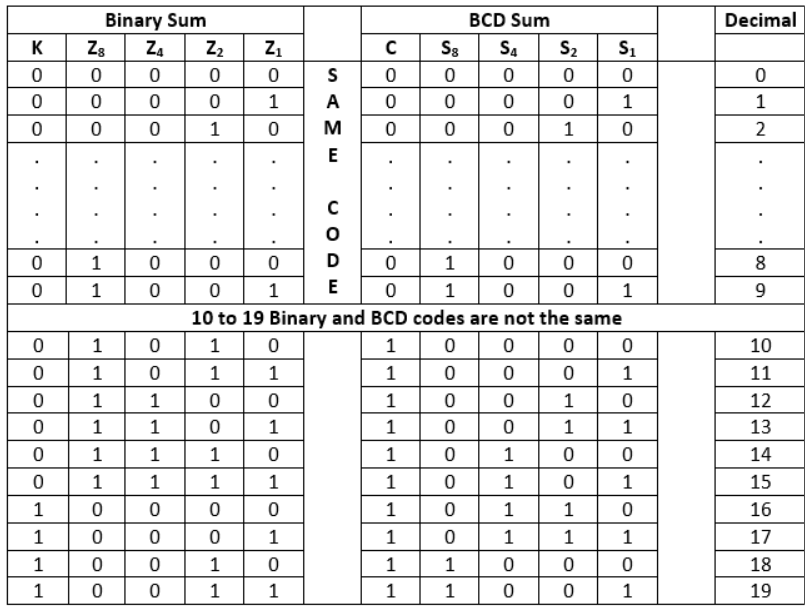 Binary Sum BCD Sum Decimal
K Z₈ Z₄ Z₂ Z₁ C S₈ S₄ S₂ S₁
0 0 0 0 0 S 0 0 0 0 0 0
0 0 0 0 1 A 0 0 0 0 1 1
0 0 0 1 0 M 0 0 0 1 0 2
. . . . . E . . . . . .
. . . . . . . . . . .
. . . . . C . . . . . .
. . . . . O . . . . . .
0 1 0 0 0 D 0 1 0 0 0 8
0 1 0 0 1 E 0 1 0 0 1 9
10 to 19 Binary and BCD codes are not the same
0 1 0 1 0 1 0 0 0 0 10
0 1 0 1 1 1 0 0 0 1 11
0 1 1 0 0 1 0 0 1 0 12
0 1 1 0 1 1 0 0 1 1 13
0 1 1 1 0 1 0 1 0 0 14
0 1 1 1 1 1 0 1 0 1 15
1 0 0 0 0 1 0 1 1 0 16
1 0 0 0 1 1 0 1 1 1 17
1 0 0 1 0 1 1 0 0 0 18
1 0 0 1 1 1 1 0 0 1 19